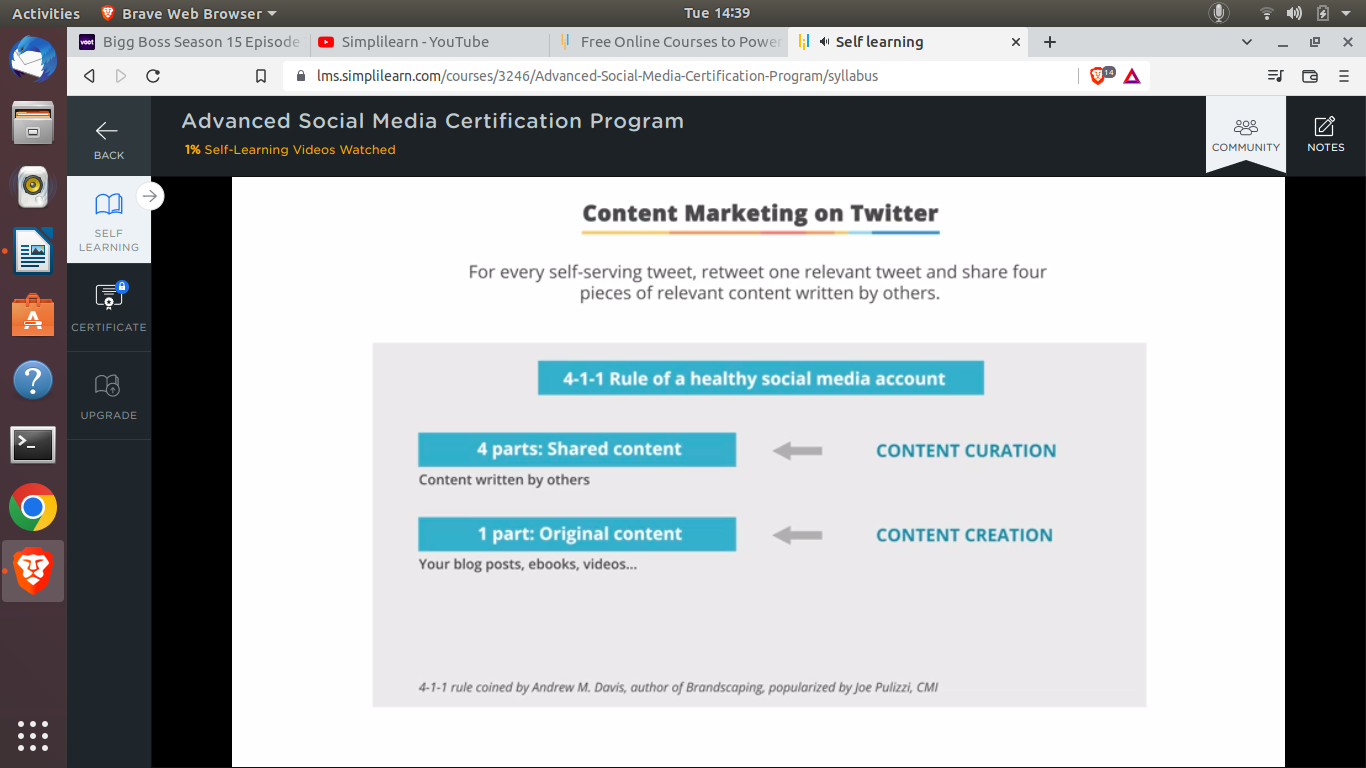 Activities
Brave Web Browser
Tue 14:39
voot
Bigg Boss Season 15 Episode
Simplilearn - YouTube
Free Online Courses to Power
Self learning
lms.simplilearn.com/courses/3246/Advanced-Social-Media-Certification-Program/syllabus
14
BACK
Advanced Social Media Certification Program
1% Self-Learning Videos Watched
COMMUNITY
NOTES
SELF
LEARNING
CERTIFICATE
UPGRADE
Content Marketing on Twitter
For every self-serving tweet, retweet one relevant tweet and share four
pieces of relevant content written by others.
4-1-1 Rule of a healthy social media account
4 parts: Shared content
CONTENT CURATION
Content written by others
1 part: Original content
CONTENT CREATION
Your blog posts, ebooks, videos...
4-1-1 rule coined by Andrew M. Davis, author of Brandscaping, popularized by Joe Pulizzi, CMI